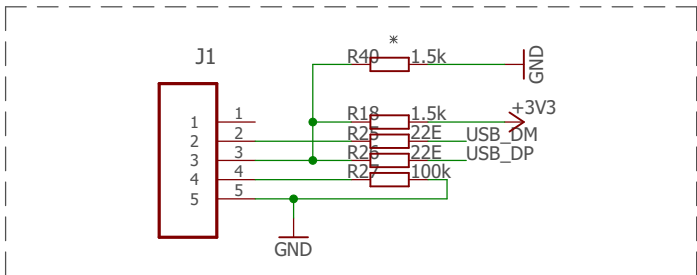 *
J1
R40 1.5k
GND
+3V3
R18 1.5k
1 1
R25 22E USB_DM
2 2
R26 22E USB_DP
3 3
R27 100k
4 4
5 5
GND